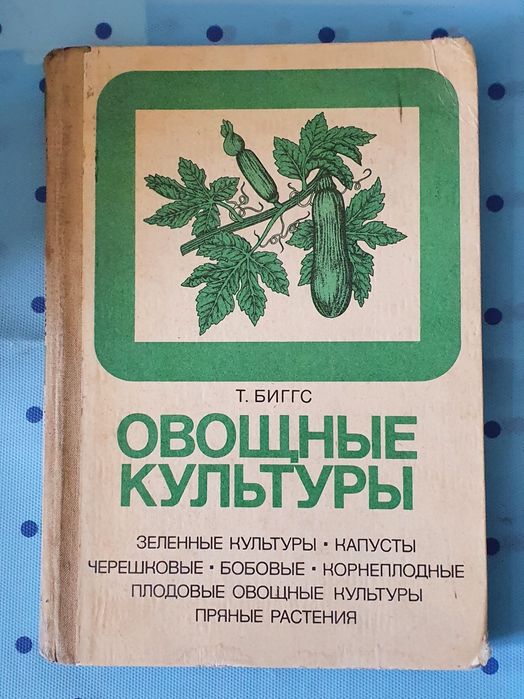 Т. БИГГС
ОВОЩНЫЕ
КУЛЬТУРЫ
ЗЕЛЕННЫЕ КУЛЬТУРЫ · КАПУСТЫ
ЧЕРЕШКОВЫЕ · БОБОВЫЕ · КОРНЕПЛОДНЫЕ
ПЛОДОВЫЕ ОВОЩНЫЕ КУЛЬТУРЫ
ПРЯНЫЕ РАСТЕНИЯ